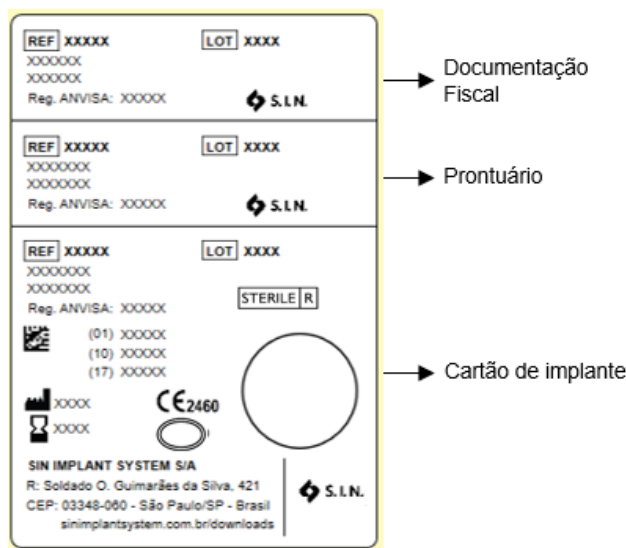 REF XXXXX LOT XXXX
XXXXXX
XXXXXX
Reg. ANVISA: XXXXX S.I.N.
Documentação
Fiscal
REF XXXXX LOT XXXX
XXXXXXX
XXXXXXX
Reg. ANVISA: XXXXX S.I.N.
Prontuário
REF XXXXX LOT XXXX
XXXXXXX
XXXXXXX
Reg. ANVISA: XXXXX
STERILE R
(01) XXXXX
(10) XXXXX
(17) XXXXX
Cartão de implante
XXXX CE 2460
XXXX
SIN IMPLANT SYSTEM S/A
R: Soldado O. Guimarães da Silva, 421
CEP: 03348-060 - São Paulo/SP - Brasil
sinimplantsystem.com.br/downloads
S.I.N.